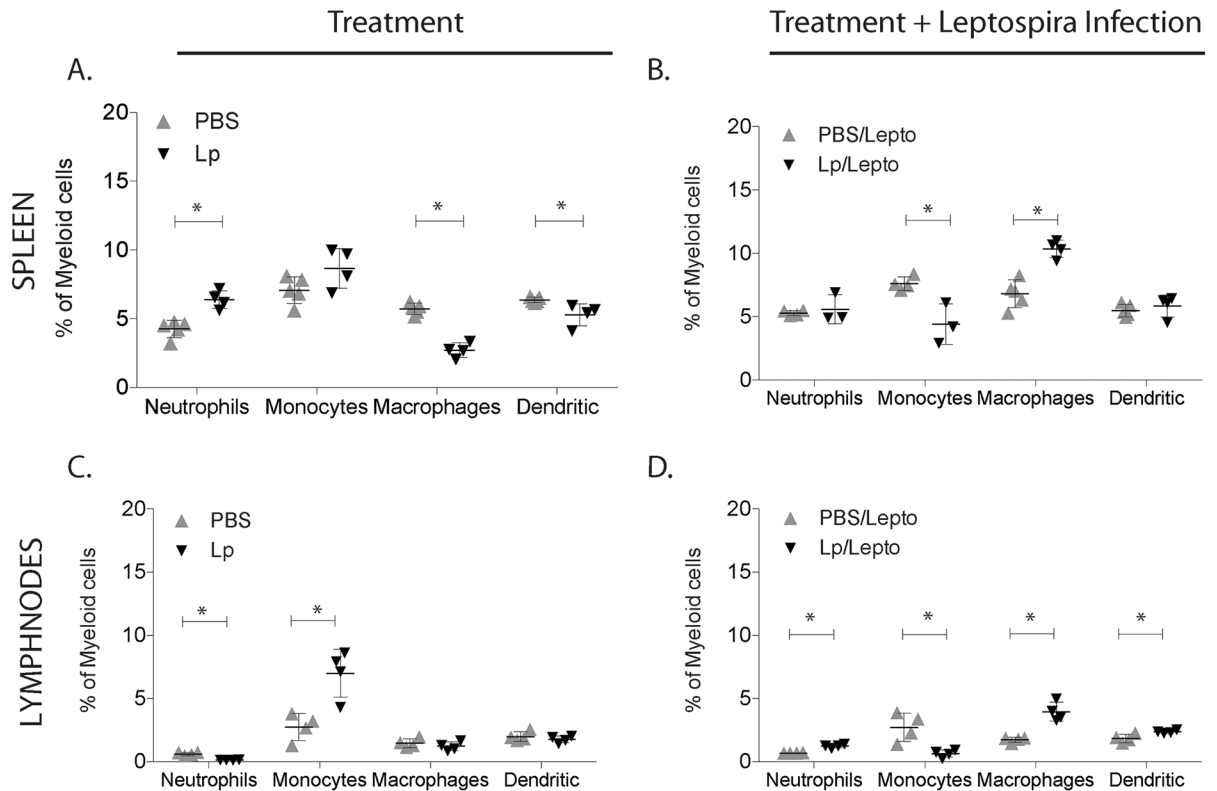 Treatment
Treatment + Leptospira Infection
A.
B.
SPLEEN
% of Myeloid cells
20
15
10
5
0
PBS
Lp
*
*
*
Neutrophils Monocytes Macrophages Dendritic
% of Myeloid cells
20
15
10
5
0
PBS/Lepto
Lp/Lepto
*
*
Neutrophils Monocytes Macrophages Dendritic
C.
D.
LYMPHNODES
% of Myeloid cells
20
15
10
5
0
PBS
Lp
*
*
Neutrophils Monocytes Macrophages Dendritic
% of Myeloid cells
20
15
10
5
0
PBS/Lepto
Lp/Lepto
*
*
*
*
Neutrophils Monocytes Macrophages Dendritic